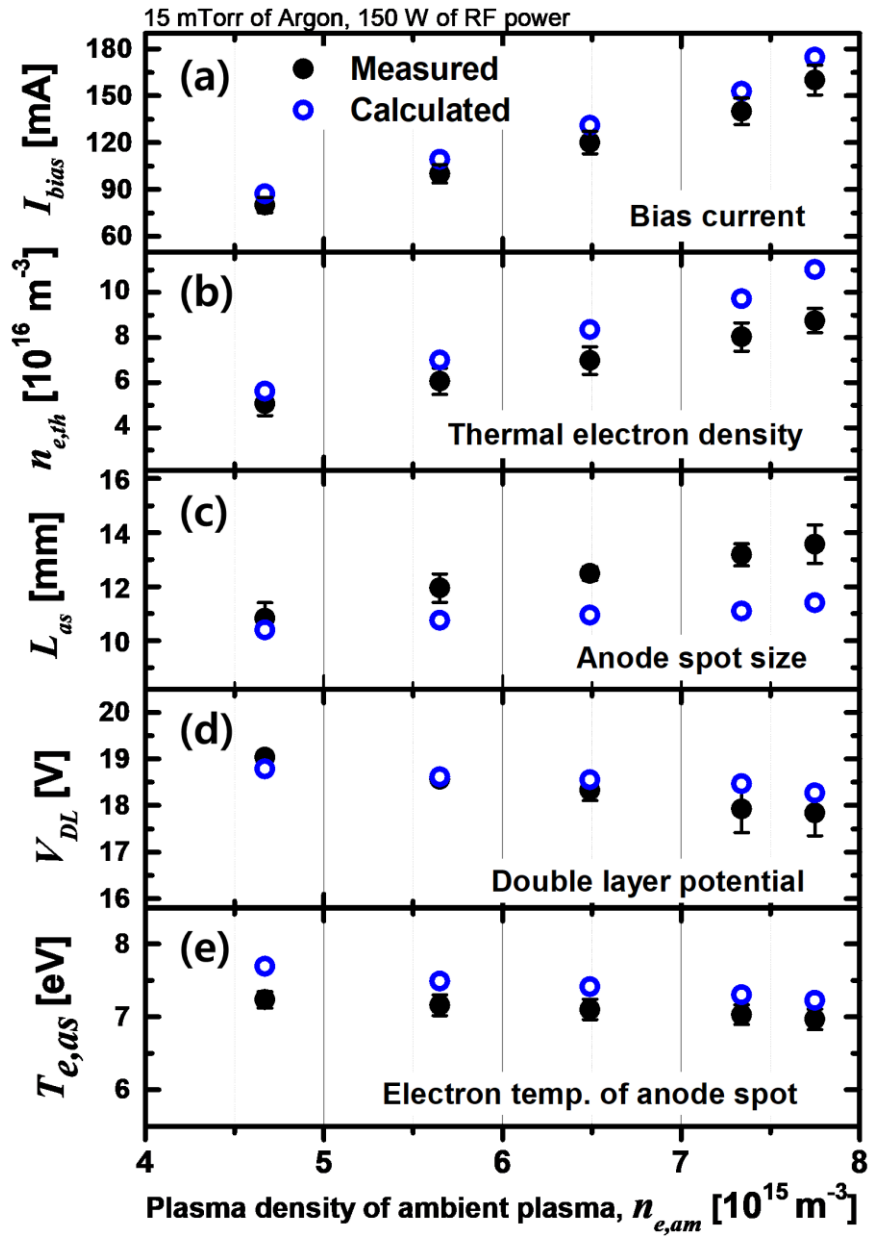 15 mTorr of Argon, 150 W of RF power
(a)
Measured
Calculated
I_bias [mA]
180
150
120
90
60
Bias current
(b)
n_e,th [10^16 m^-3]
10
8
6
4
Thermal electron density
(c)
L_as [mm]
16
14
12
10
Anode spot size
(d)
V_DL [V]
20
19
18
17
16
Double layer potential
(e)
T_e,as [eV]
8
7
6
Electron temp. of anode spot
4 5 6 7 8
Plasma density of ambient plasma, n_e,am [10^15 m^-3]